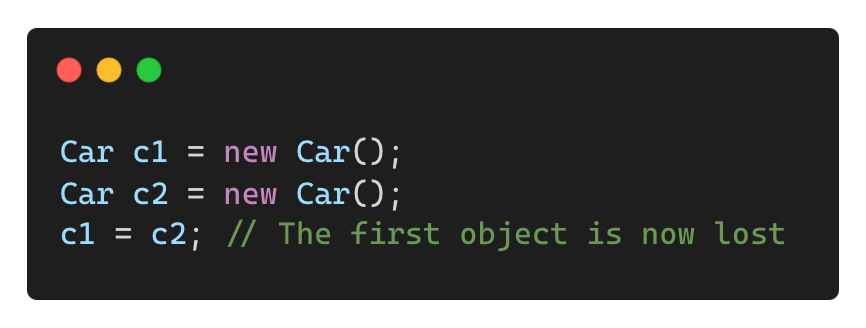 Car c1 = new Car();
Car c2 = new Car();
c1 = c2; // The first object is now lost